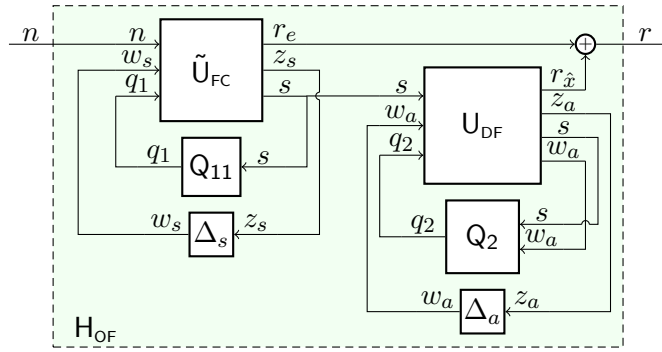 n n r_e + r
w_s Ũ_FC z_s
q_1 s s r_x̂
w_a U_DF z_a
q_2 s
w_a
q_1 Q_11 s
w_s Δ_s z_s
q_2 Q_2 s
w_a
w_a Δ_a z_a
H_OF